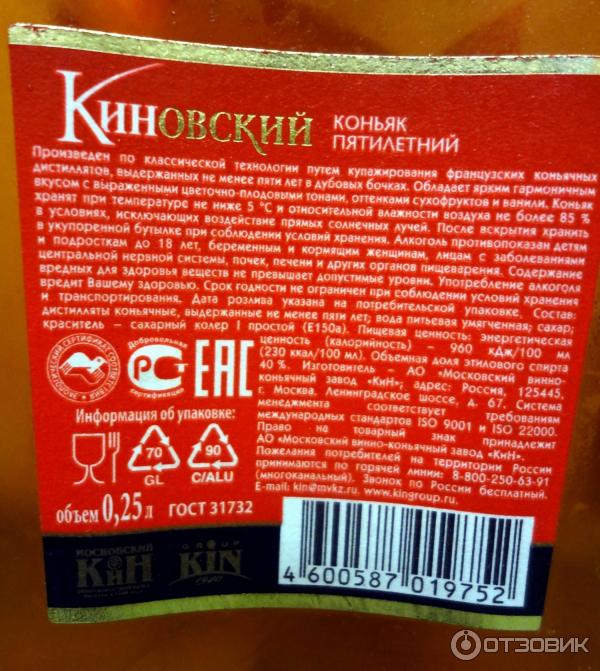 Киновский
КОНЬЯК
ПЯТИЛЕТНИЙ
Произведен по классической технологии путем купажирования французских коньячных
дистиллятов, выдержанных не менее пяти лет в дубовых бочках. Обладает ярким гармоничным
вкусом с выраженными цветочно-плодовыми тонами, оттенками сухофруктов и ванили. Коньяк
хранят при температуре не ниже 5 °С и относительной влажности воздуха не более 85 %
в условиях, исключающих воздействие прямых солнечных лучей. После вскрытия хранить
в укупоренной бутылке при соблюдении условий хранения. Алкоголь противопоказан детям
и подросткам до 18 лет, беременным и кормящим женщинам, лицам с заболеваниями
центральной нервной системы, почек, печени и других органов пищеварения. Содержание
вредных для здоровья веществ не превышает допустимые уровни. Употребление алкоголя
вредит Вашему здоровью. Срок годности не ограничен при соблюдении условий хранения
и транспортирования. Дата розлива указана на потребительской упаковке. Состав:
дистилляты коньячные, выдержанные не менее пяти лет; вода питьевая умягченная; сахар;
краситель – сахарный колер I простой (Е150а). Пищевая ценность: энергетическая
ценность (калорийность) – 960 кДж/100 мл
(230 ккал/100 мл). Объемная доля этилового спирта
40 %. Изготовитель – АО «Московский винно-
коньячный завод «КиН»; адрес: Россия, 125445,
г. Москва, Ленинградское шоссе, д. 67. Система
менеджмента соответствует требованиям
международных стандартов ISO 9001 и ISO 22000.
Право на товарный знак принадлежит
АО «Московский винно-коньячный завод «КиН».
Пожелания потребителей на территории России
принимаются по горячей линии: 8-800-250-63-91
(многоканальный). Звонок по России бесплатный.
E-mail: kin@mvkz.ru. www.kingroup.ru
Добровольная
РСТ
сертификация
ЕАС
Информация об упаковке:
70
GL
90
C/ALU
объем 0,25л
ГОСТ 31732
МОСКОВСКИЙ
КиН
GROUP
KiN
1940
4 600587 019752
ОТЗОВИК